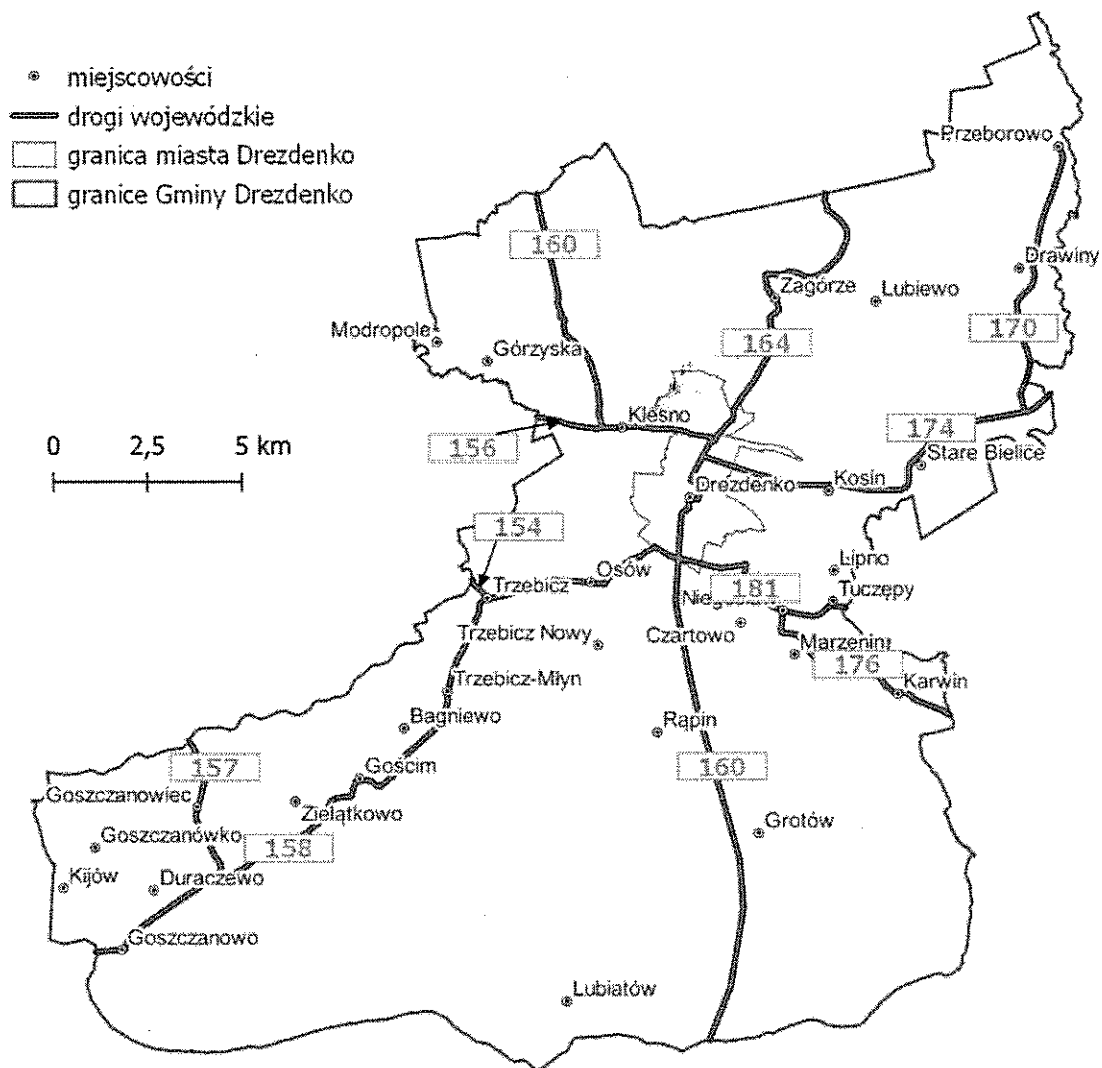 miejscowości
drogi wojewódzkie
granica miasta Drezdenko
granice Gminy Drezdenko
Przeborowo
160
Drawiny
Zagórze
Lubiewo
Modropole
164
170
Górzyska
Klesno
0 2,5 5 km
156
174
Stare Bielice
Drezdenko
Kosin
154
Osów
Lipno
Trzebicz
181
Tuczępy
Trzebicz Nowy
Czartowo
Marzenin
176
Trzebicz-Młyn
Karwin
Bagniewo
Rąpin
157
Gościm
160
Goszczanowiec
Zielątkowo
Goszczanówko
158
Grotów
Kijów
Duraczewo
Goszczanowo
Lubiatów